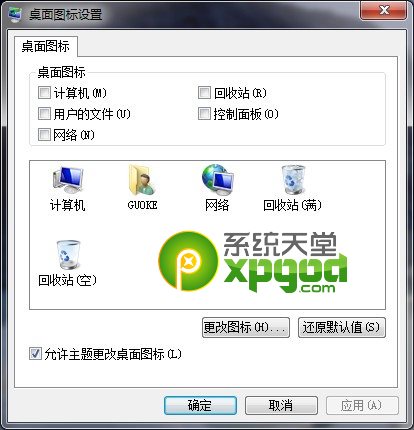 桌面图标设置
桌面图标
桌面图标
计算机(M)
回收站(R)
用户的文件(U)
控制面板(O)
网络(N)
计算机
GUOKE
网络
回收站(满)
回收站(空)
系统天堂
xpgod
.com
更改图标(H)...
还原默认值(S)
允许主题更改桌面图标(L)
确定
取消
应用(A)